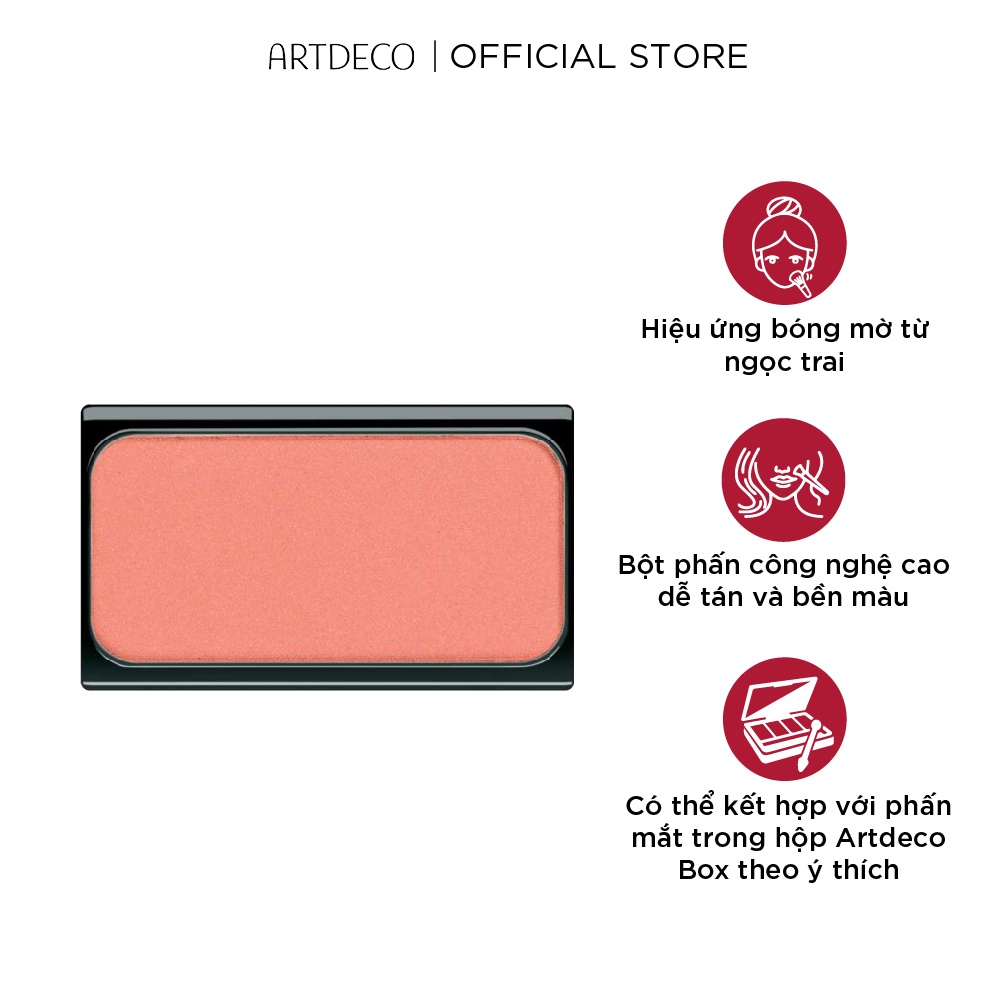 ARTDECO | OFFICIAL STORE
Hiệu ứng bóng mờ từ
ngọc trai
Bột phấn công nghệ cao
dễ tán và bền màu
Có thể kết hợp với phấn
mắt trong hộp Artdeco
Box theo ý thích